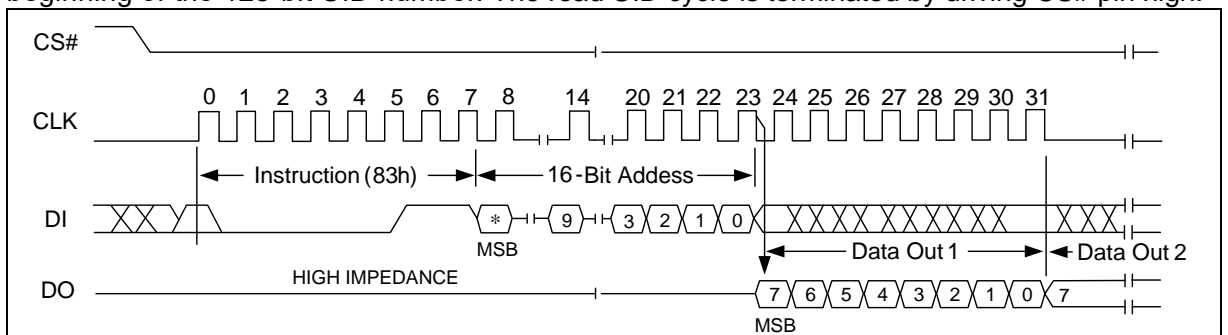 beginning of the 128-bit UID number. The read UID cycle is terminated by driving CS# pin high.
CS#
0 1 2 3 4 5 6 7 8 14 20 21 22 23 24 25 26 27 28 29 30 31
CLK
Instruction (83h) 16-Bit Addess
DI * 9 3 2 1 0
MSB Data Out 1 Data Out 2
HIGH IMPEDANCE
DO 7 6 5 4 3 2 1 0 7
MSB